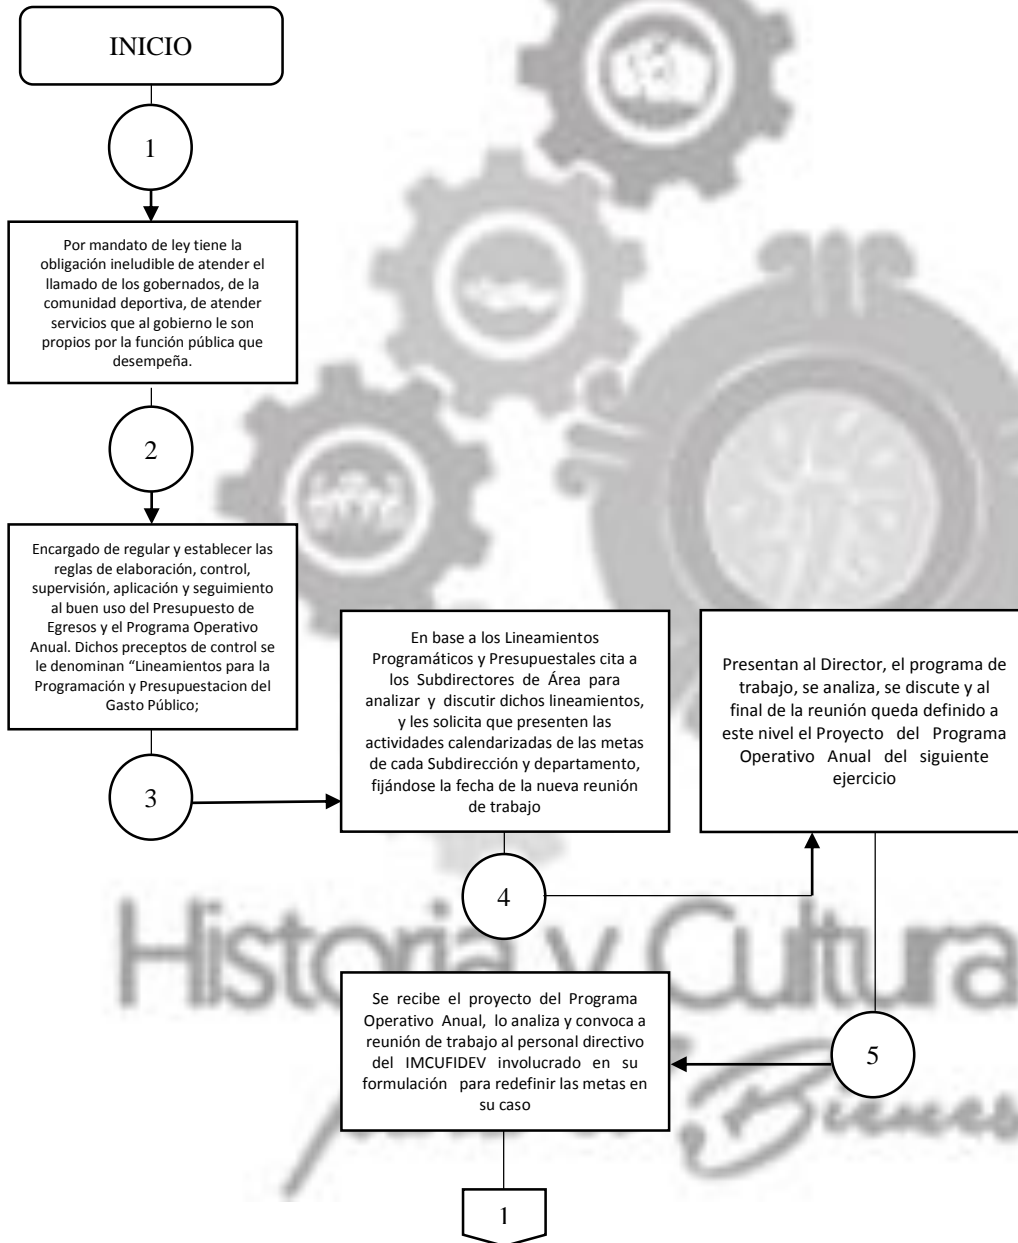 INICIO
1
Por mandato de ley tiene la
obligación ineludible de atender el
llamado de los gobernados, de la
comunidad deportiva, de atender
servicios que al gobierno le son
propios por la función pública que
desempeña.
2
Encargado de regular y establecer las
reglas de elaboración, control,
supervisión, aplicación y seguimiento
al buen uso del Presupuesto de
Egresos y el Programa Operativo
Anual. Dichos preceptos de control se
le denominan “Lineamientos para la
Programación y Presupuestacion del
Gasto Público;
3
En base a los Lineamientos
Programáticos y Presupuestales cita a
los Subdirectores de Área para
analizar y discutir dichos lineamientos,
y les solicita que presenten las
actividades calendarizadas de las metas
de cada Subdirección y departamento,
fijándose la fecha de la nueva reunión
de trabajo
4
Presentan al Director, el programa de
trabajo, se analiza, se discute y al
final de la reunión queda definido a
este nivel el Proyecto del Programa
Operativo Anual del siguiente
ejercicio
5
Se recibe el proyecto del Programa
Operativo Anual, lo analiza y convoca a
reunión de trabajo al personal directivo
del IMCUFIDEV involucrado en su
formulación para redefinir las metas en
su caso
1
Historia y Cultura